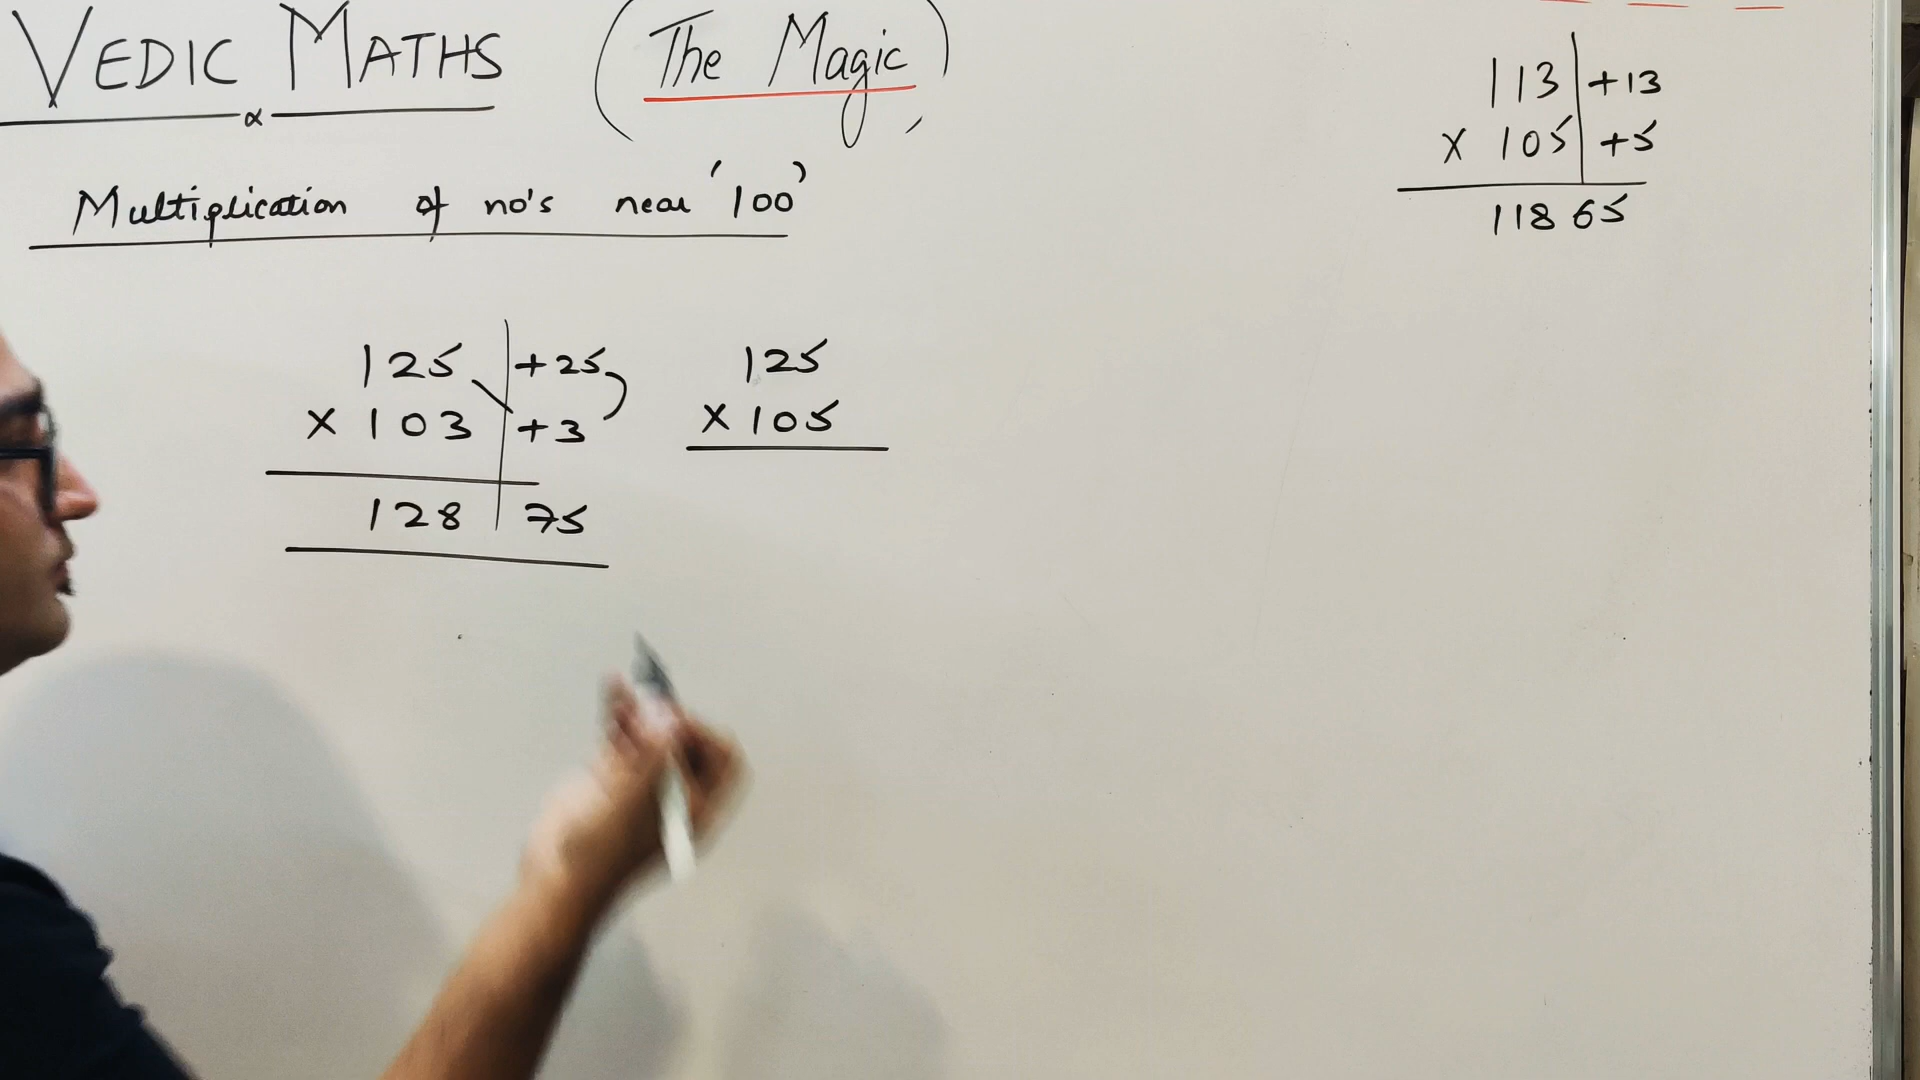 VEDIC MATHS (The Magic)
Multiplication of no's near '100'
125 | +25
× 103 | +3
128 | 75
125
× 105
113 | +13
× 105 | +5
118 65